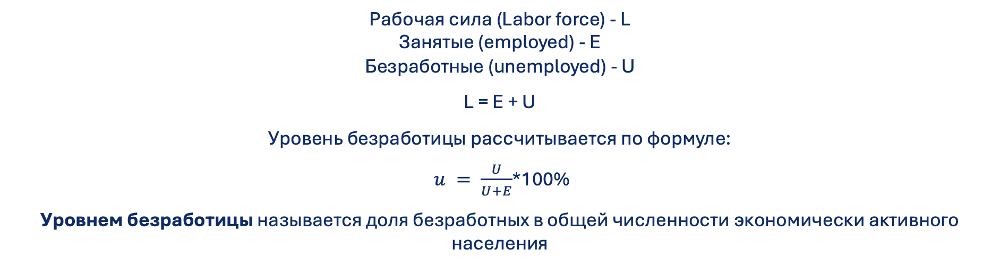 Рабочая сила (Labor force) - L
Занятые (employed) - E
Безработные (unemployed) - U
L = E + U
Уровень безработицы рассчитывается по формуле:
u = U/(U+E)*100%
Уровнем безработицы называется доля безработных в общей численности экономически активного
населения